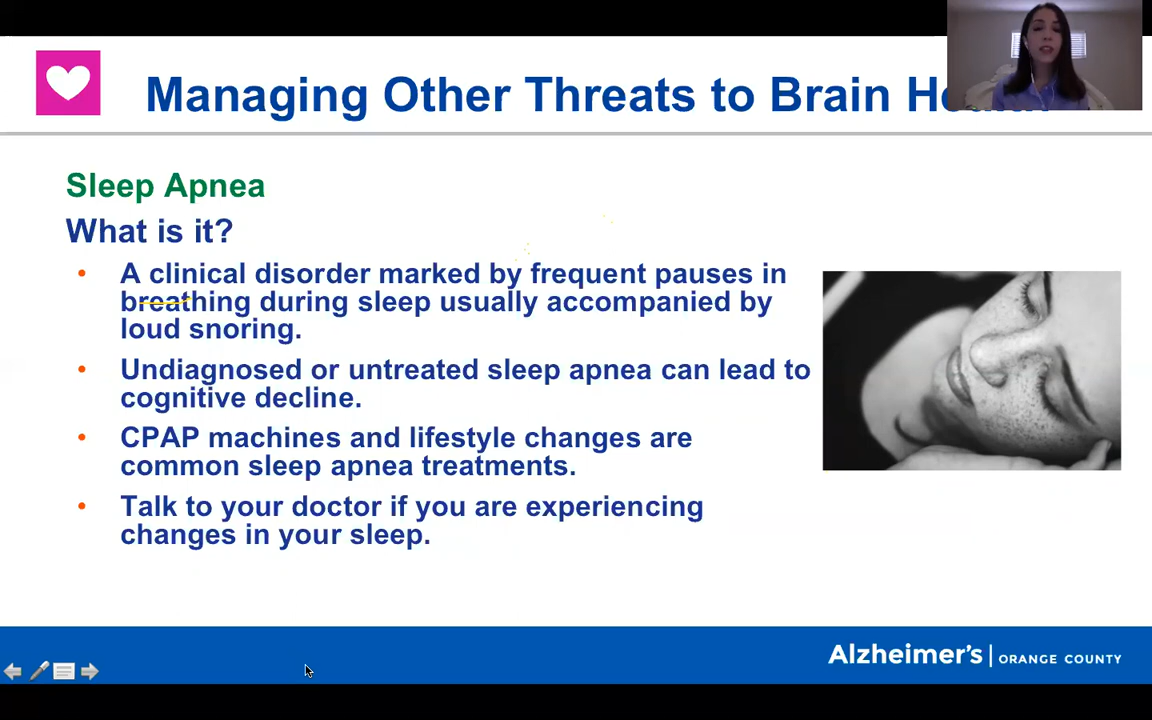 Managing Other Threats to Brain
Sleep Apnea
What is it?
• A clinical disorder marked by frequent pauses in
breathing during sleep usually accompanied by
loud snoring.
• Undiagnosed or untreated sleep apnea can lead to
cognitive decline.
• CPAP machines and lifestyle changes are
common sleep apnea treatments.
• Talk to your doctor if you are experiencing
changes in your sleep.
Alzheimer's | ORANGE COUNTY